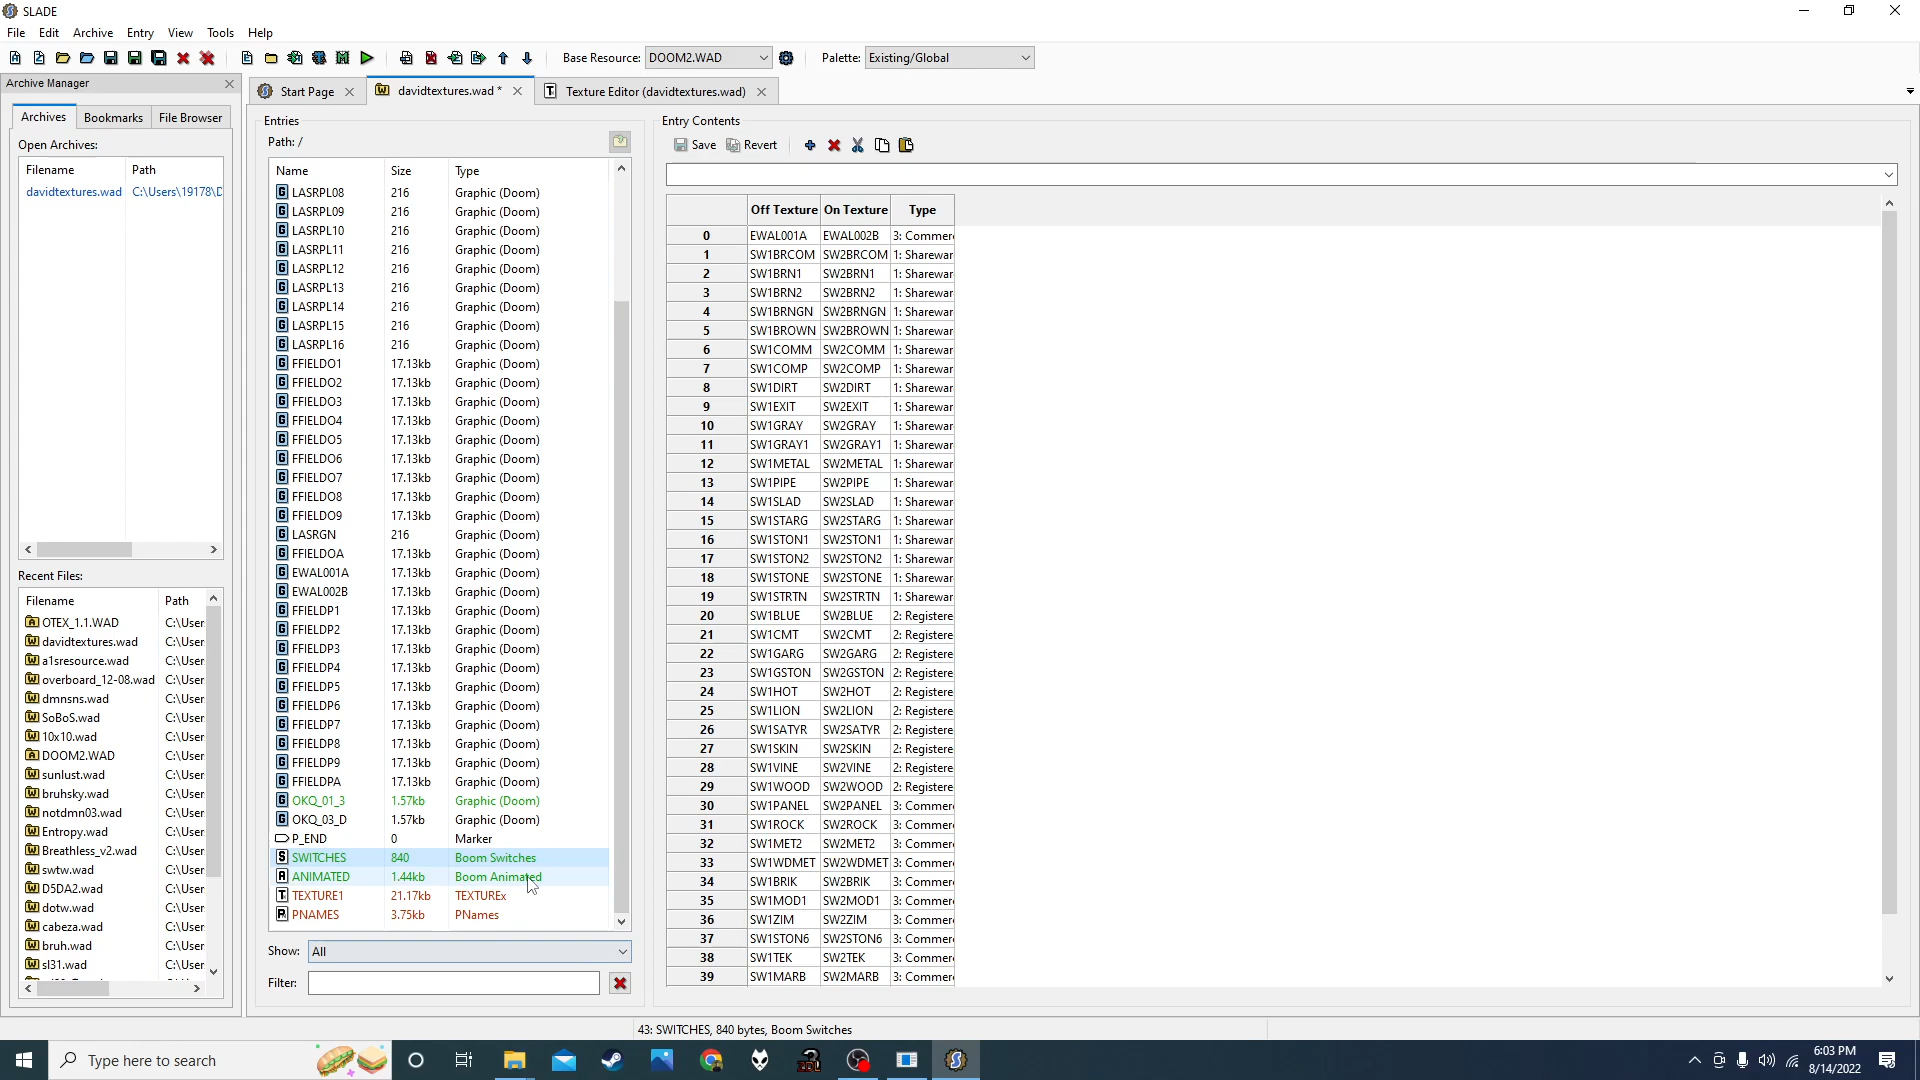 SLADE
File Edit Archive Entry View Tools Help
Base Resource: DOOM2.WAD Palette: Existing/Global
Archive Manager
Archives Bookmarks File Browser
Open Archives:
Filename Path
davidtextures.wad C:\Users\19178\D
Recent Files:
Filename Path
OTEX_1.1.WAD C:\User
davidtextures.wad C:\User
a1sresource.wad C:\User
overboard_12-08.wad C:\User
dmnsns.wad C:\User
SoBoS.wad C:\User
10x10.wad C:\User
DOOM2.WAD C:\User
sunlust.wad C:\User
bruhsky.wad C:\User
notdmn03.wad C:\User
Entropy.wad C:\User
Breathless_v2.wad C:\User
swtw.wad C:\User
D5DA2.wad C:\User
dotw.wad C:\User
cabeza.wad C:\User
bruh.wad C:\User
sl31.wad C:\User
Start Page davidtextures.wad * Texture Editor (davidtextures.wad)
Entries
Path: /
Name Size Type
LASRPL08 216 Graphic (Doom)
LASRPL09 216 Graphic (Doom)
LASRPL10 216 Graphic (Doom)
LASRPL11 216 Graphic (Doom)
LASRPL12 216 Graphic (Doom)
LASRPL13 216 Graphic (Doom)
LASRPL14 216 Graphic (Doom)
LASRPL15 216 Graphic (Doom)
LASRPL16 216 Graphic (Doom)
FFIELDO1 17.13kb Graphic (Doom)
FFIELDO2 17.13kb Graphic (Doom)
FFIELDO3 17.13kb Graphic (Doom)
FFIELDO4 17.13kb Graphic (Doom)
FFIELDO5 17.13kb Graphic (Doom)
FFIELDO6 17.13kb Graphic (Doom)
FFIELDO7 17.13kb Graphic (Doom)
FFIELDO8 17.13kb Graphic (Doom)
FFIELDO9 17.13kb Graphic (Doom)
LASRGN 216 Graphic (Doom)
FFIELDOA 17.13kb Graphic (Doom)
EWAL001A 17.13kb Graphic (Doom)
EWAL002B 17.13kb Graphic (Doom)
FFIELDP1 17.13kb Graphic (Doom)
FFIELDP2 17.13kb Graphic (Doom)
FFIELDP3 17.13kb Graphic (Doom)
FFIELDP4 17.13kb Graphic (Doom)
FFIELDP5 17.13kb Graphic (Doom)
FFIELDP6 17.13kb Graphic (Doom)
FFIELDP7 17.13kb Graphic (Doom)
FFIELDP8 17.13kb Graphic (Doom)
FFIELDP9 17.13kb Graphic (Doom)
FFIELDPA 17.13kb Graphic (Doom)
OKQ_01_3 1.57kb Graphic (Doom)
OKQ_03_D 1.57kb Graphic (Doom)
P_END 0 Marker
SWITCHES 840 Boom Switches
ANIMATED 1.44kb Boom Animated
TEXTURE1 21.17kb TEXTUREx
PNAMES 3.75kb PNames
Show: All
Filter:
Entry Contents
Save Revert
Off Texture On Texture Type
0 EWAL001A EWAL002B 3: Commer
1 SW1BRCOM SW2BRCOM 1: Sharewar
2 SW1BRN1 SW2BRN1 1: Sharewar
3 SW1BRN2 SW2BRN2 1: Sharewar
4 SW1BRNGN SW2BRNGN 1: Sharewar
5 SW1BROWN SW2BROWN 1: Sharewar
6 SW1COMM SW2COMM 1: Sharewar
7 SW1COMP SW2COMP 1: Sharewar
8 SW1DIRT SW2DIRT 1: Sharewar
9 SW1EXIT SW2EXIT 1: Sharewar
10 SW1GRAY SW2GRAY 1: Sharewar
11 SW1GRAY1 SW2GRAY1 1: Sharewar
12 SW1METAL SW2METAL 1: Sharewar
13 SW1PIPE SW2PIPE 1: Sharewar
14 SW1SLAD SW2SLAD 1: Sharewar
15 SW1STARG SW2STARG 1: Sharewar
16 SW1STON1 SW2STON1 1: Sharewar
17 SW1STON2 SW2STON2 1: Sharewar
18 SW1STONE SW2STONE 1: Sharewar
19 SW1STRTN SW2STRTN 1: Sharewar
20 SW1BLUE SW2BLUE 2: Registere
21 SW1CMT SW2CMT 2: Registere
22 SW1GARG SW2GARG 2: Registere
23 SW1GSTON SW2GSTON 2: Registere
24 SW1HOT SW2HOT 2: Registere
25 SW1LION SW2LION 2: Registere
26 SW1SATYR SW2SATYR 2: Registere
27 SW1SKIN SW2SKIN 2: Registere
28 SW1VINE SW2VINE 2: Registere
29 SW1WOOD SW2WOOD 2: Registere
30 SW1PANEL SW2PANEL 3: Commer
31 SW1ROCK SW2ROCK 3: Commer
32 SW1MET2 SW2MET2 3: Commer
33 SW1WDMET SW2WDMET 3: Commer
34 SW1BRIK SW2BRIK 3: Commer
35 SW1MOD1 SW2MOD1 3: Commer
36 SW1ZIM SW2ZIM 3: Commer
37 SW1STON6 SW2STON6 3: Commer
38 SW1TEK SW2TEK 3: Commer
39 SW1MARB SW2MARB 3: Commer
43: SWITCHES, 840 bytes, Boom Switches
Type here to search
6:03 PM
8/14/2022